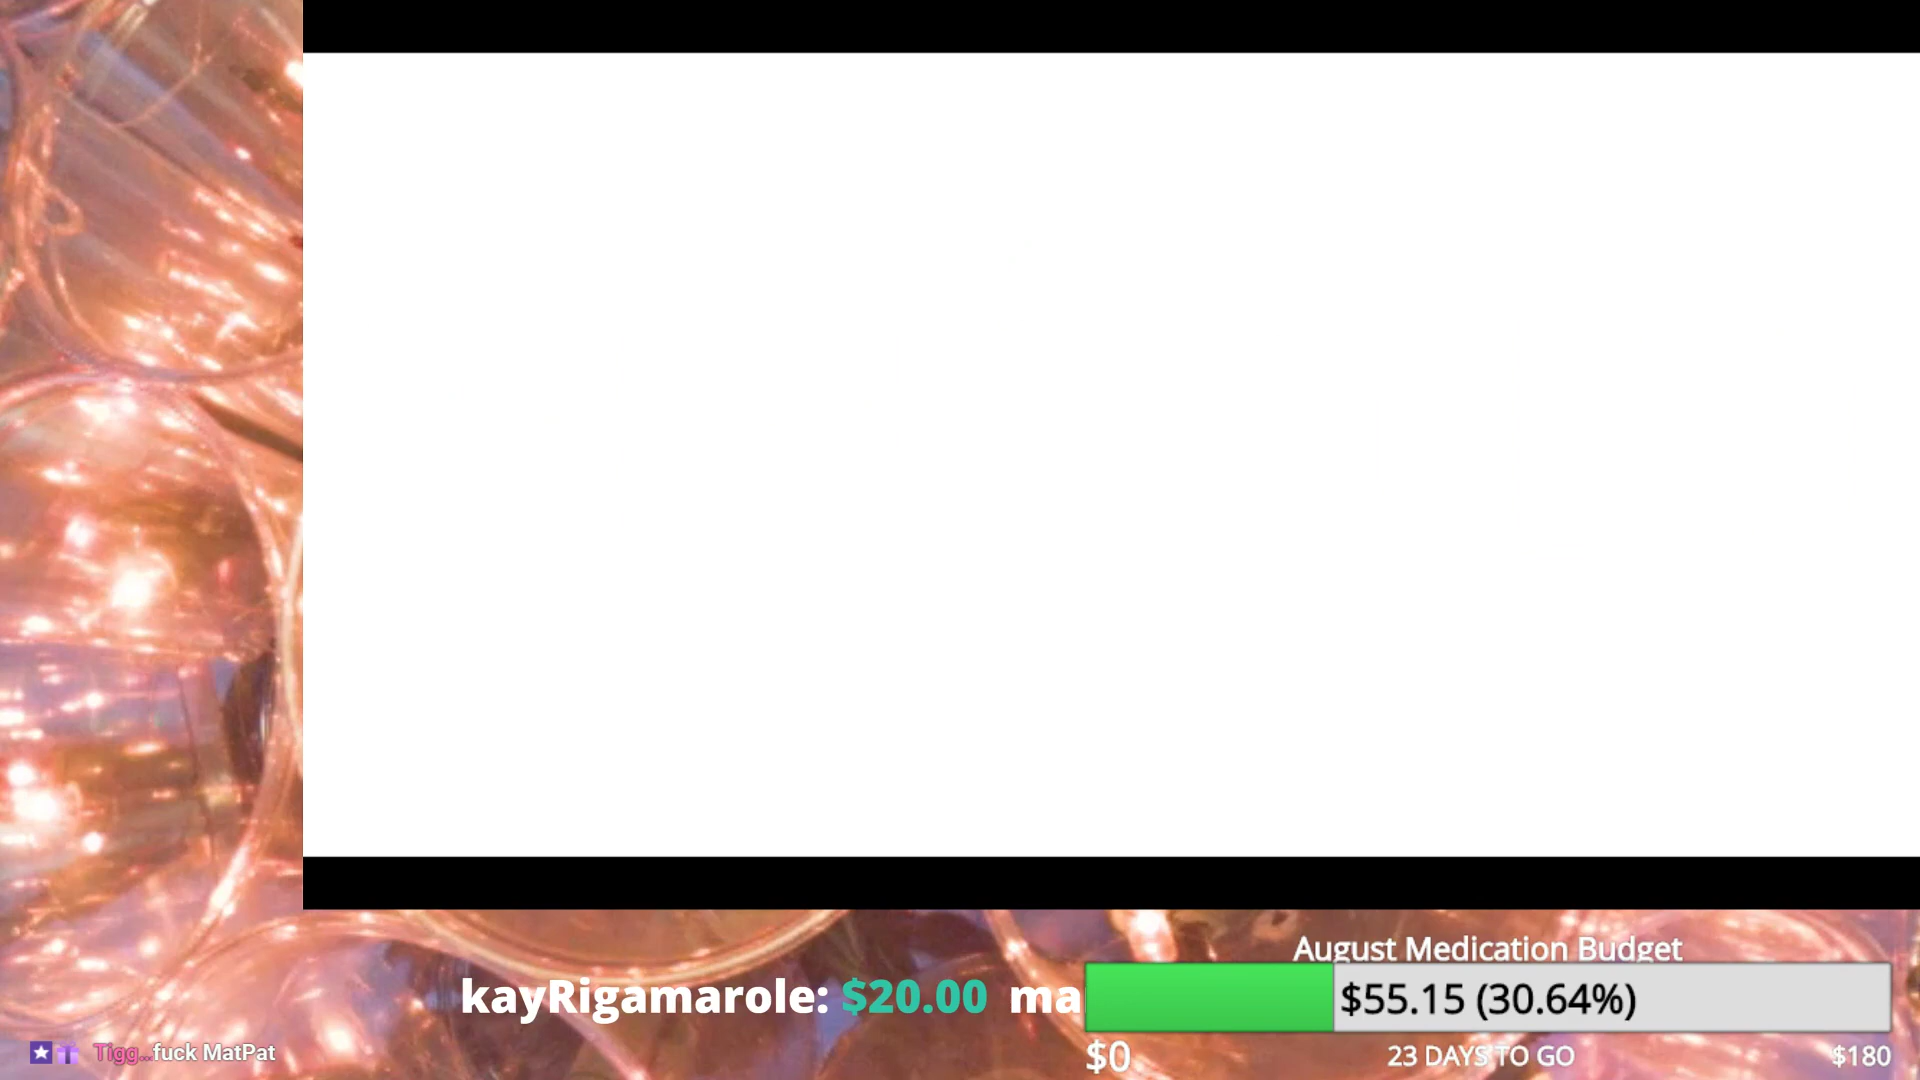 August Medication Budget
kayRigamarole: $20.00 ma
$55.15 (30.64%)
Tigg...fuck MatPat
$0 23 DAYS TO GO $180